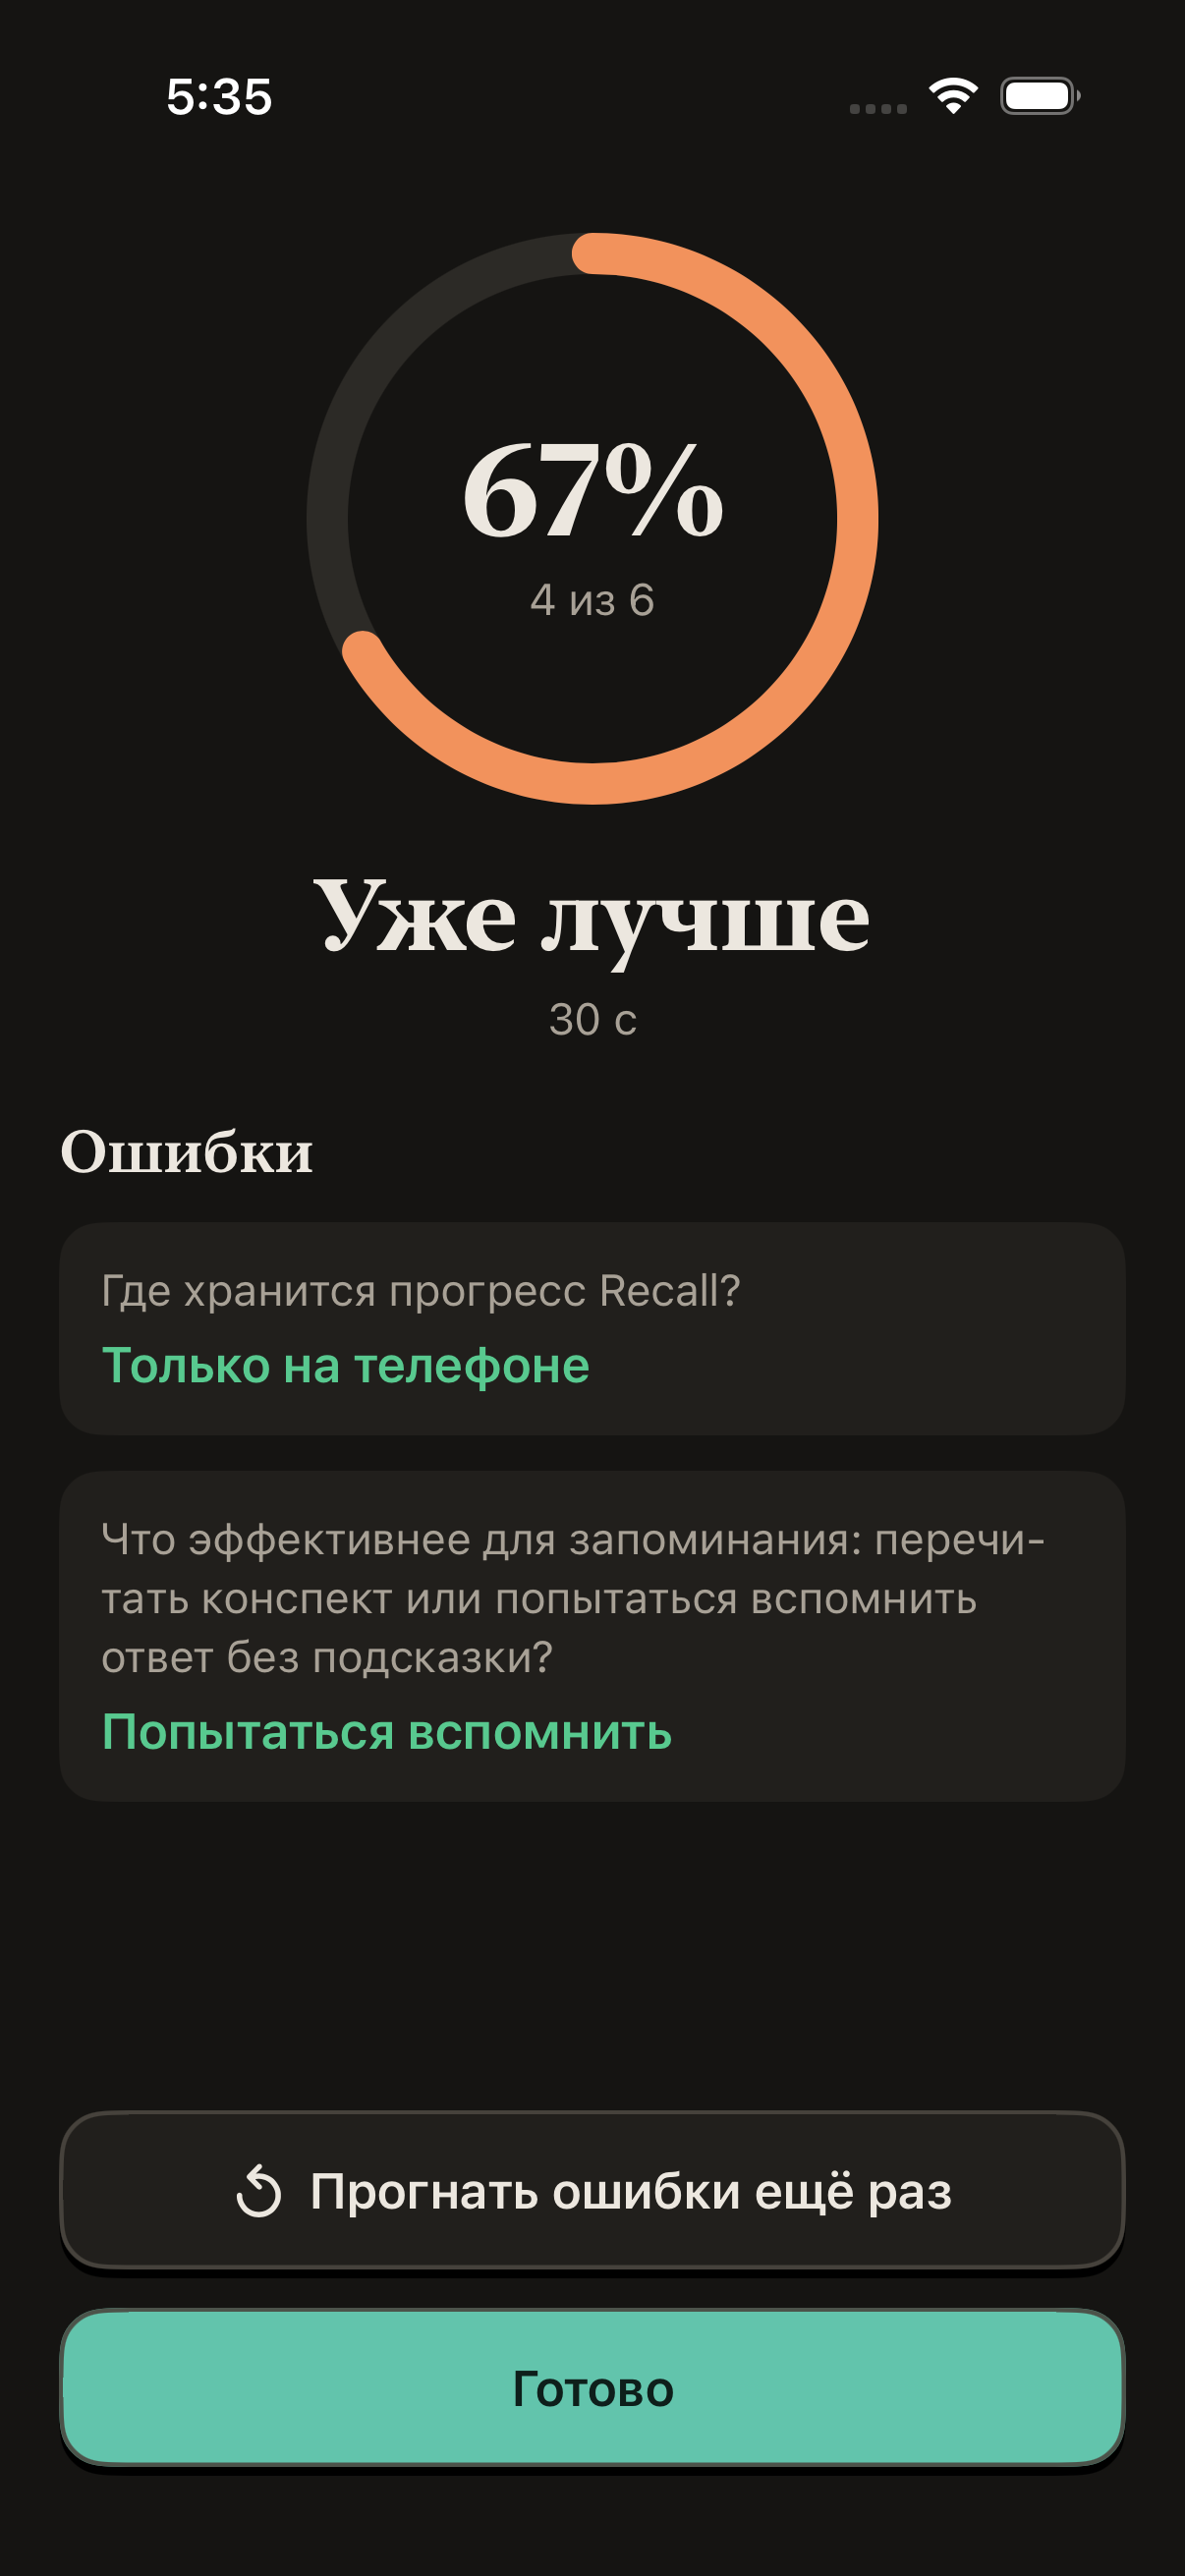 5:35
67%
4 из 6
Уже лучше
30 с
Ошибки
Где хранится прогресс Recall?
Только на телефоне
Что эффективнее для запоминания: перечи-
тать конспект или попытаться вспомнить
ответ без подсказки?
Попытаться вспомнить
Прогнать ошибки ещё раз
Готово